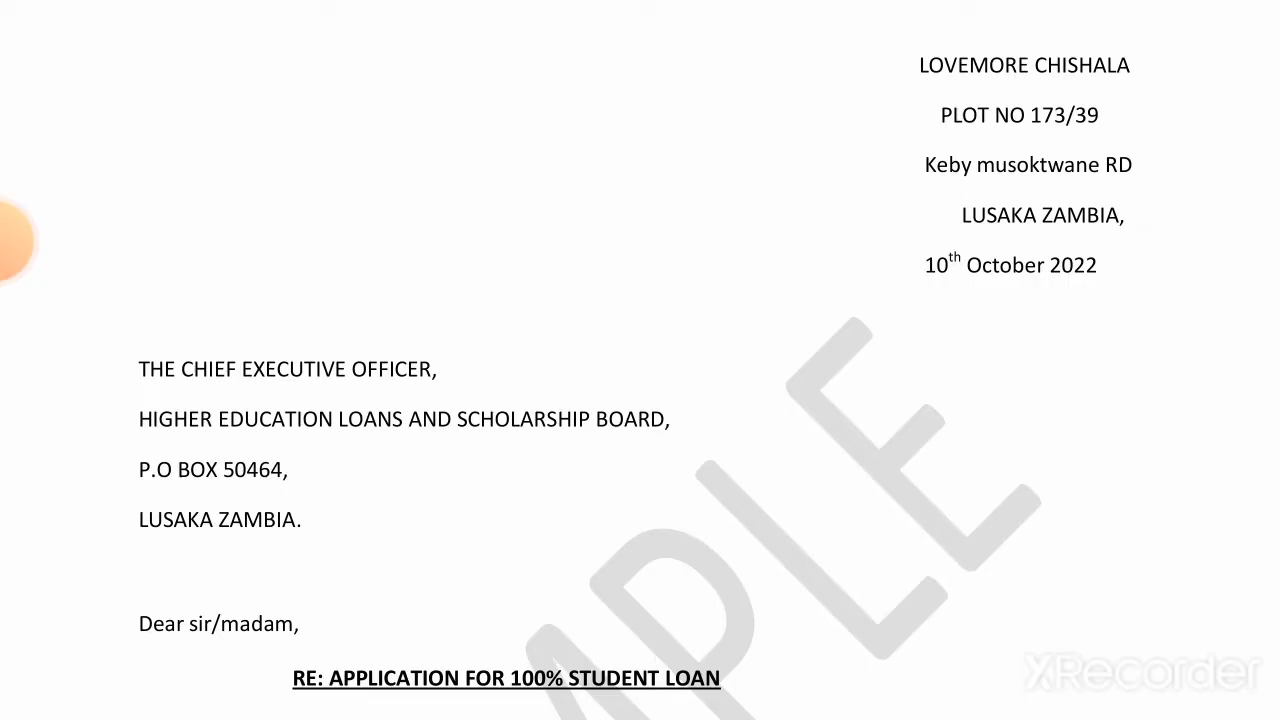 LOVEMORE CHISHALA
PLOT NO 173/39
Keby musoktwane RD
LUSAKA ZAMBIA,
10th October 2022
THE CHIEF EXECUTIVE OFFICER,
HIGHER EDUCATION LOANS AND SCHOLARSHIP BOARD,
P.O BOX 50464,
LUSAKA ZAMBIA.
Dear sir/madam,
RE: APPLICATION FOR 100% STUDENT LOAN
MPLE
XRecorder